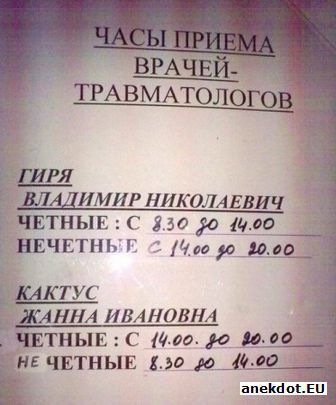 ЧАСЫ ПРИЕМА
ВРАЧЕЙ-
ТРАВМАТОЛОГОВ
ГИРЯ
ВЛАДИМИР НИКОЛАЕВИЧ
ЧЕТНЫЕ : С 8.30 до 14.00
НЕЧЕТНЫЕ С 14.00 до 20.00
КАКТУС
ЖАННА ИВАНОВНА
ЧЕТНЫЕ : С 14.00. до 20.00
НЕ ЧЕТНЫЕ 8.30 до 14.00
anekdot.EU